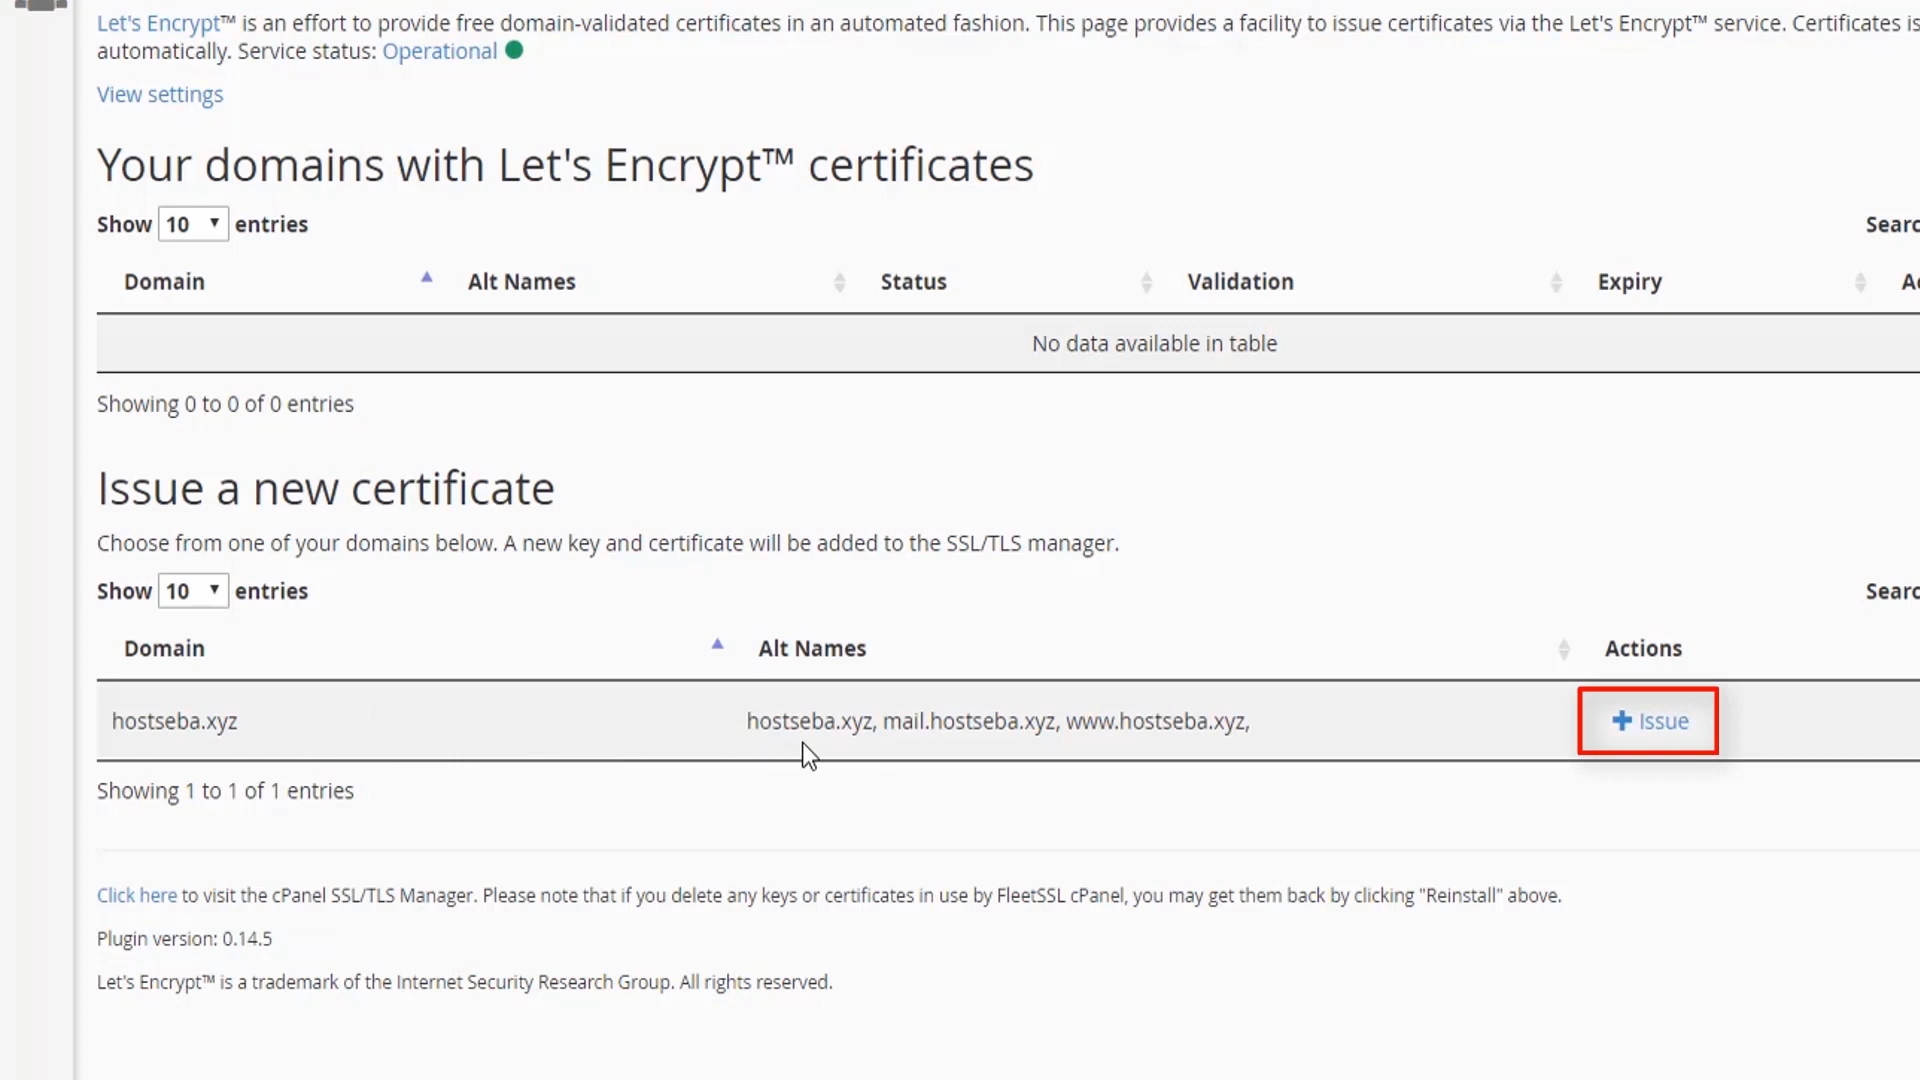 Let's Encrypt™ is an effort to provide free domain-validated certificates in an automated fashion. This page provides a facility to issue certificates via the Let's Encrypt™ service. Certificates is
automatically. Service status: Operational
View settings
Your domains with Let's Encrypt™ certificates
Show 10 entries Searc
Domain Alt Names Status Validation Expiry Ac
No data available in table
Showing 0 to 0 of 0 entries
Issue a new certificate
Choose from one of your domains below. A new key and certificate will be added to the SSL/TLS manager.
Show 10 entries Searc
Domain Alt Names Actions
hostseba.xyz hostseba.xyz, mail.hostseba.xyz, www.hostseba.xyz, + Issue
Showing 1 to 1 of 1 entries
Click here to visit the cPanel SSL/TLS Manager. Please note that if you delete any keys or certificates in use by FleetSSL cPanel, you may get them back by clicking "Reinstall" above.
Plugin version: 0.14.5
Let's Encrypt™ is a trademark of the Internet Security Research Group. All rights reserved.